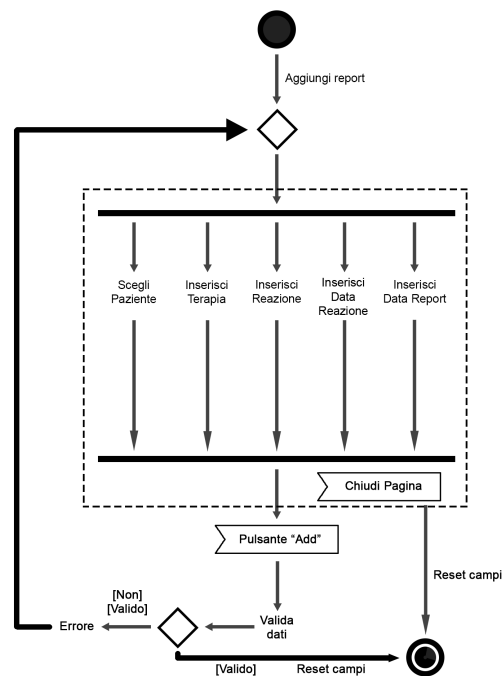 Aggiungi report
Scegli
Paziente
Inserisci
Terapia
Inserisci
Reazione
Inserisci
Data
Reazione
Inserisci
Data Report
Chiudi Pagina
Pulsante “Add”
Reset campi
[Non]
[Valido]
Errore
Valida
dati
[Valido]
Reset campi